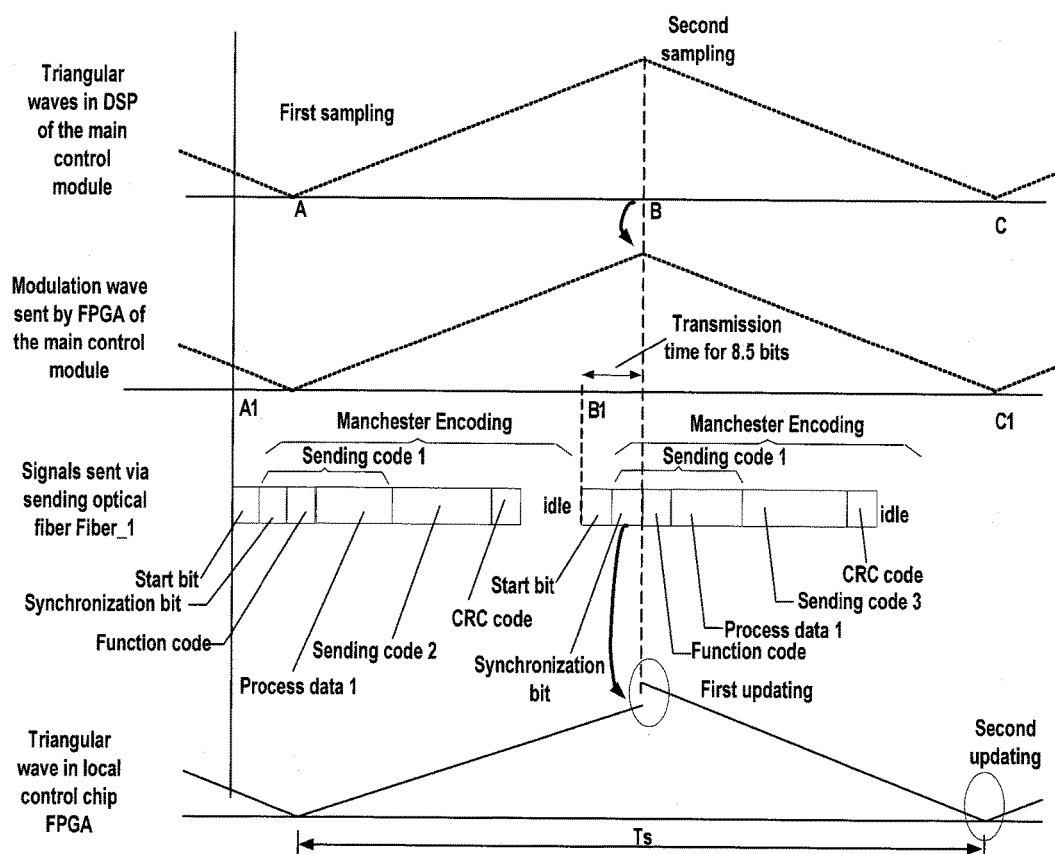 Second
sampling
Triangular
waves in DSP
of the main
control
module
First sampling
A
B
C
Modulation wave
sent by FPGA of
the main control
module
Transmission
time for 8.5 bits
A1
B1
C1
Manchester Encoding
Manchester Encoding
Sending code 1
Sending code 1
Signals sent via
sending optical
fiber Fiber_1
idle
idle
Start bit
Synchronization bit
Function code
Process data 1
Sending code 2
CRC code
Start bit
Synchronization
bit
CRC code
Sending code 3
Process data 1
Function code
First updating
Second
updating
Triangular
wave in local
control chip
FPGA
Ts